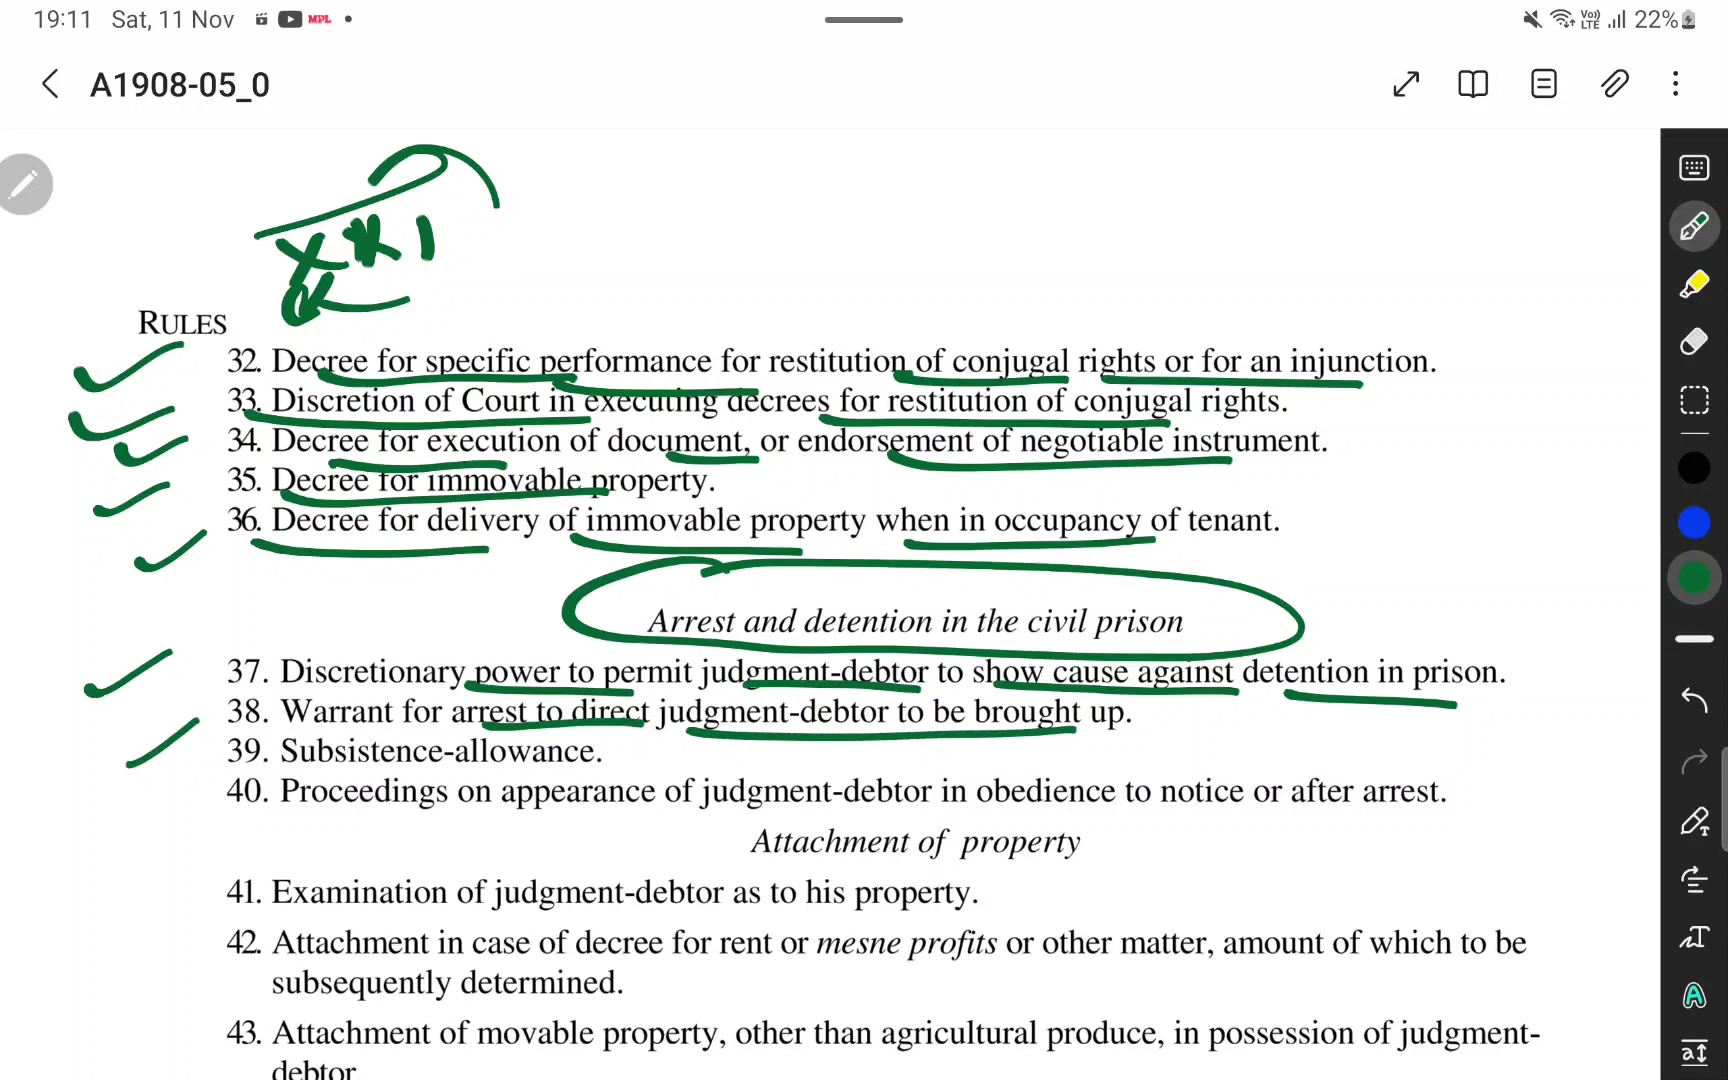 19:11 Sat, 11 Nov MPL
Vo)) LTE 22%
A1908-05_0
XXI
RULES
32. Decree for specific performance for restitution of conjugal rights or for an injunction.
33. Discretion of Court in executing decrees for restitution of conjugal rights.
34. Decree for execution of document, or endorsement of negotiable instrument.
35. Decree for immovable property.
36. Decree for delivery of immovable property when in occupancy of tenant.
Arrest and detention in the civil prison
37. Discretionary power to permit judgment-debtor to show cause against detention in prison.
38. Warrant for arrest to direct judgment-debtor to be brought up.
39. Subsistence-allowance.
40. Proceedings on appearance of judgment-debtor in obedience to notice or after arrest.
Attachment of property
41. Examination of judgment-debtor as to his property.
42. Attachment in case of decree for rent or mesne profits or other matter, amount of which to be
subsequently determined.
43. Attachment of movable property, other than agricultural produce, in possession of judgment-
debtor.